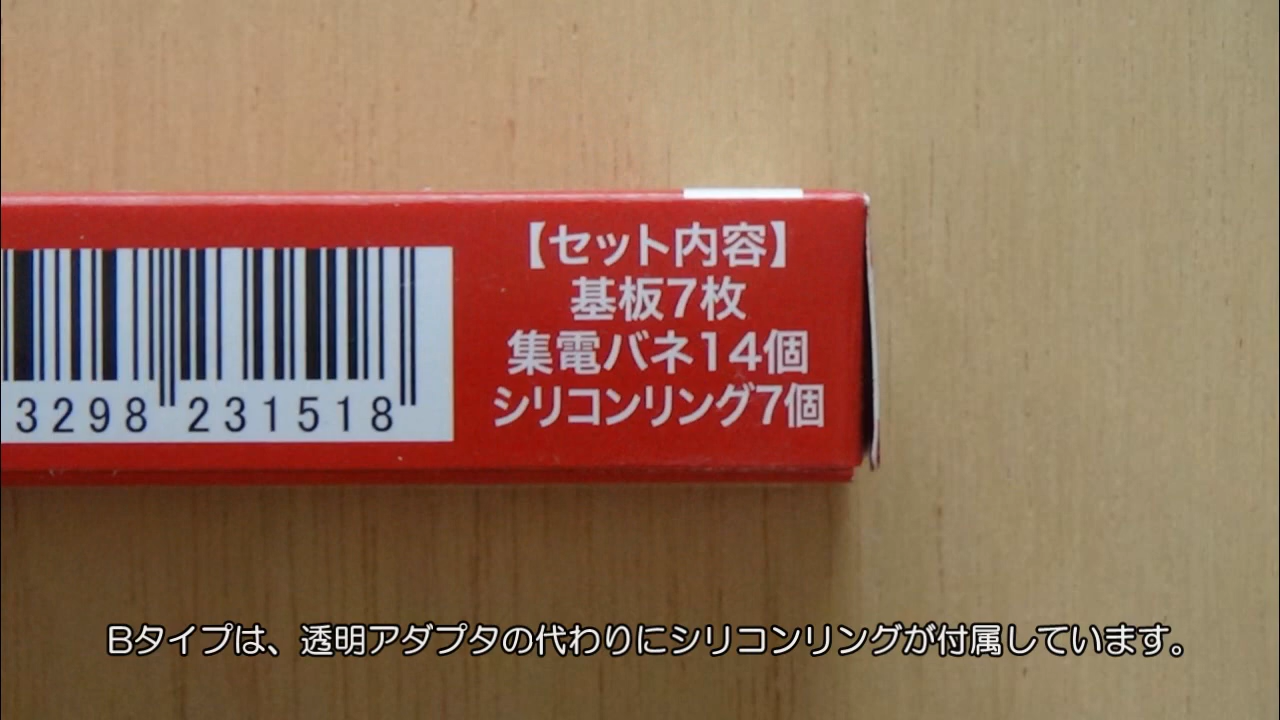 【セット内容】
基板7枚
集電バネ14個
シリコンリング7個
3298 231518
Bタイプは、透明アダプタの代わりにシリコンリングが付属しています。